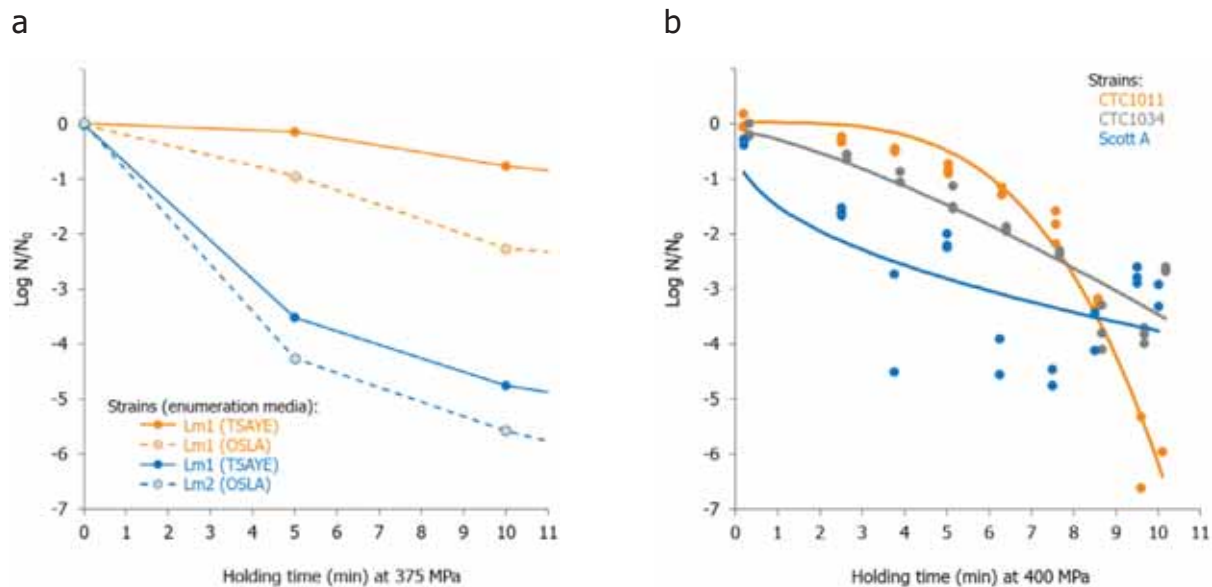 a
1
0
-1
-2
-3
-4
-5
-6
-7
Log N/N0
Strains (enumeration media):
Lm1 (TSAYE)
Lm1 (OSLA)
Lm1 (TSAYE)
Lm2 (OSLA)
0 1 2 3 4 5 6 7 8 9 10 11
Holding time (min) at 375 MPa
b
1
0
-1
-2
-3
-4
-5
-6
-7
Log N/N0
Strains:
CTC1011
CTC1034
Scott A
0 1 2 3 4 5 6 7 8 9 10 11
Holding time (min) at 400 MPa